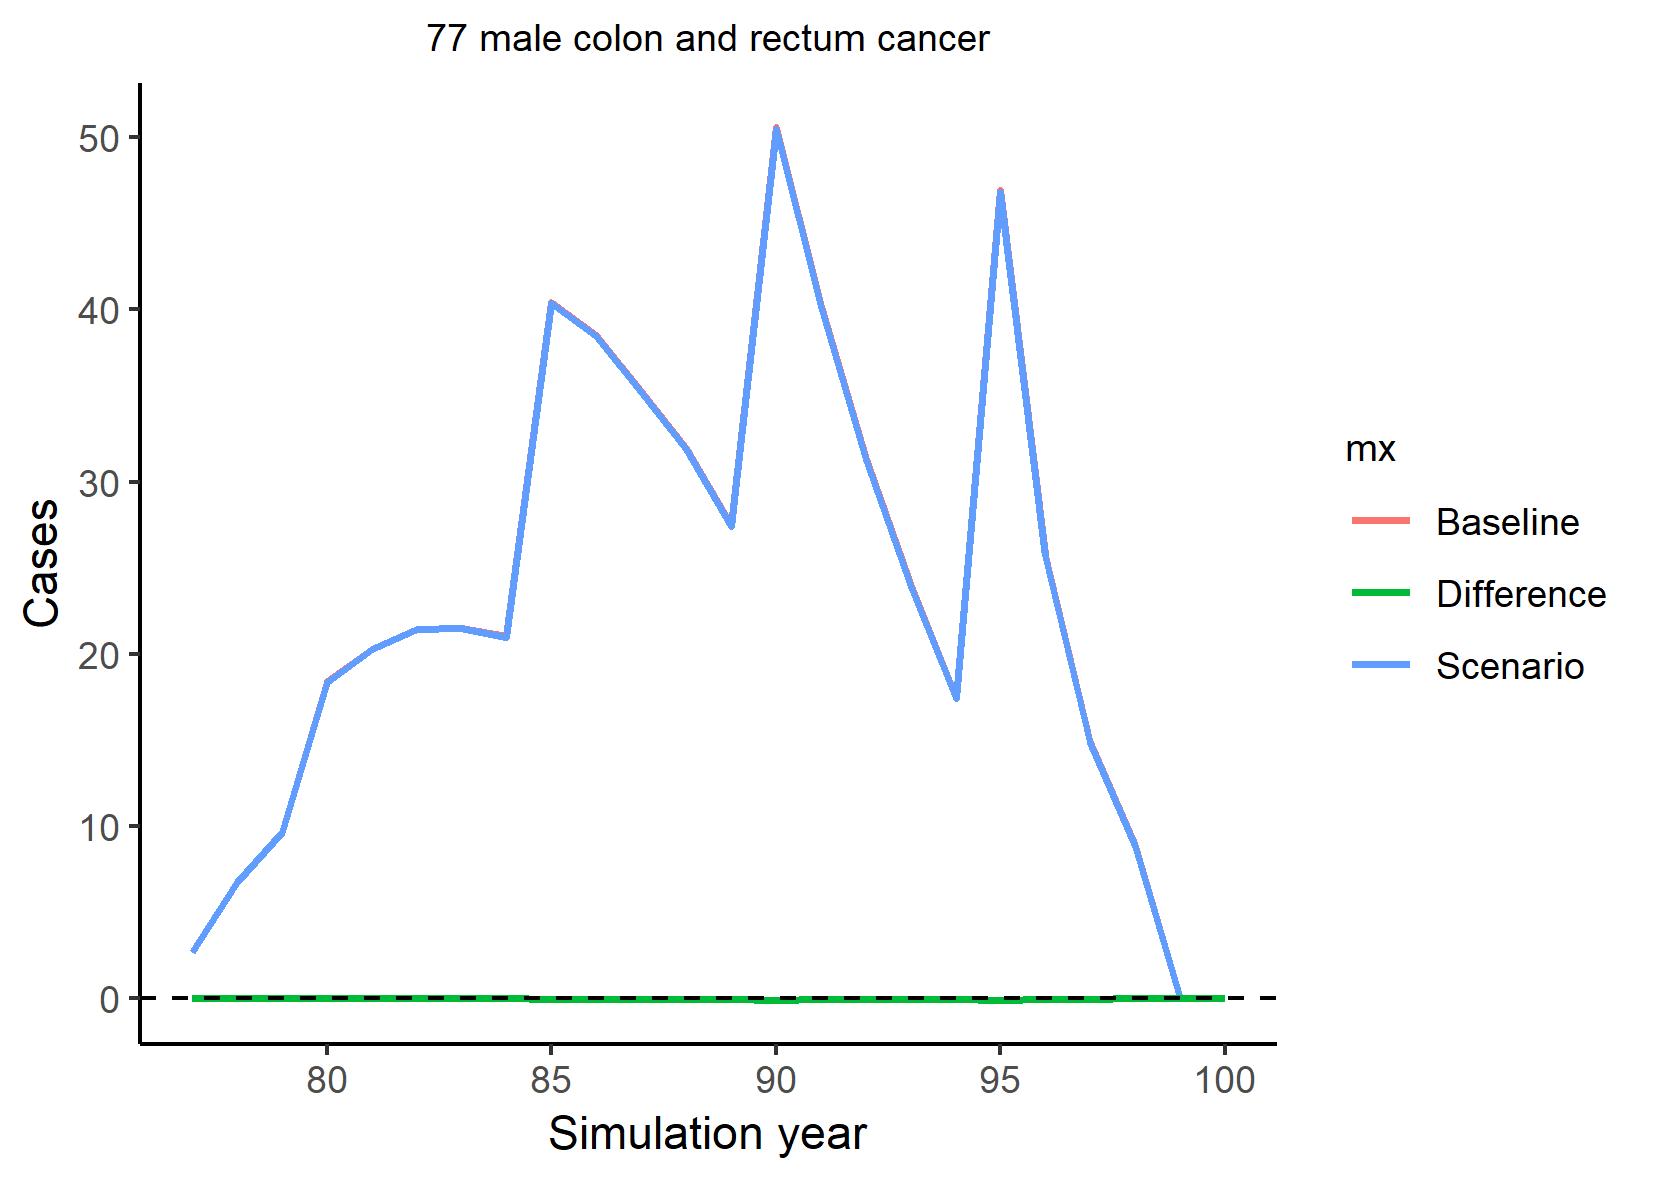 77 male colon and rectum cancer
50
40
30
20
10
0
Cases
80 85 90 95 100
Simulation year
mx
Baseline
Difference
Scenario